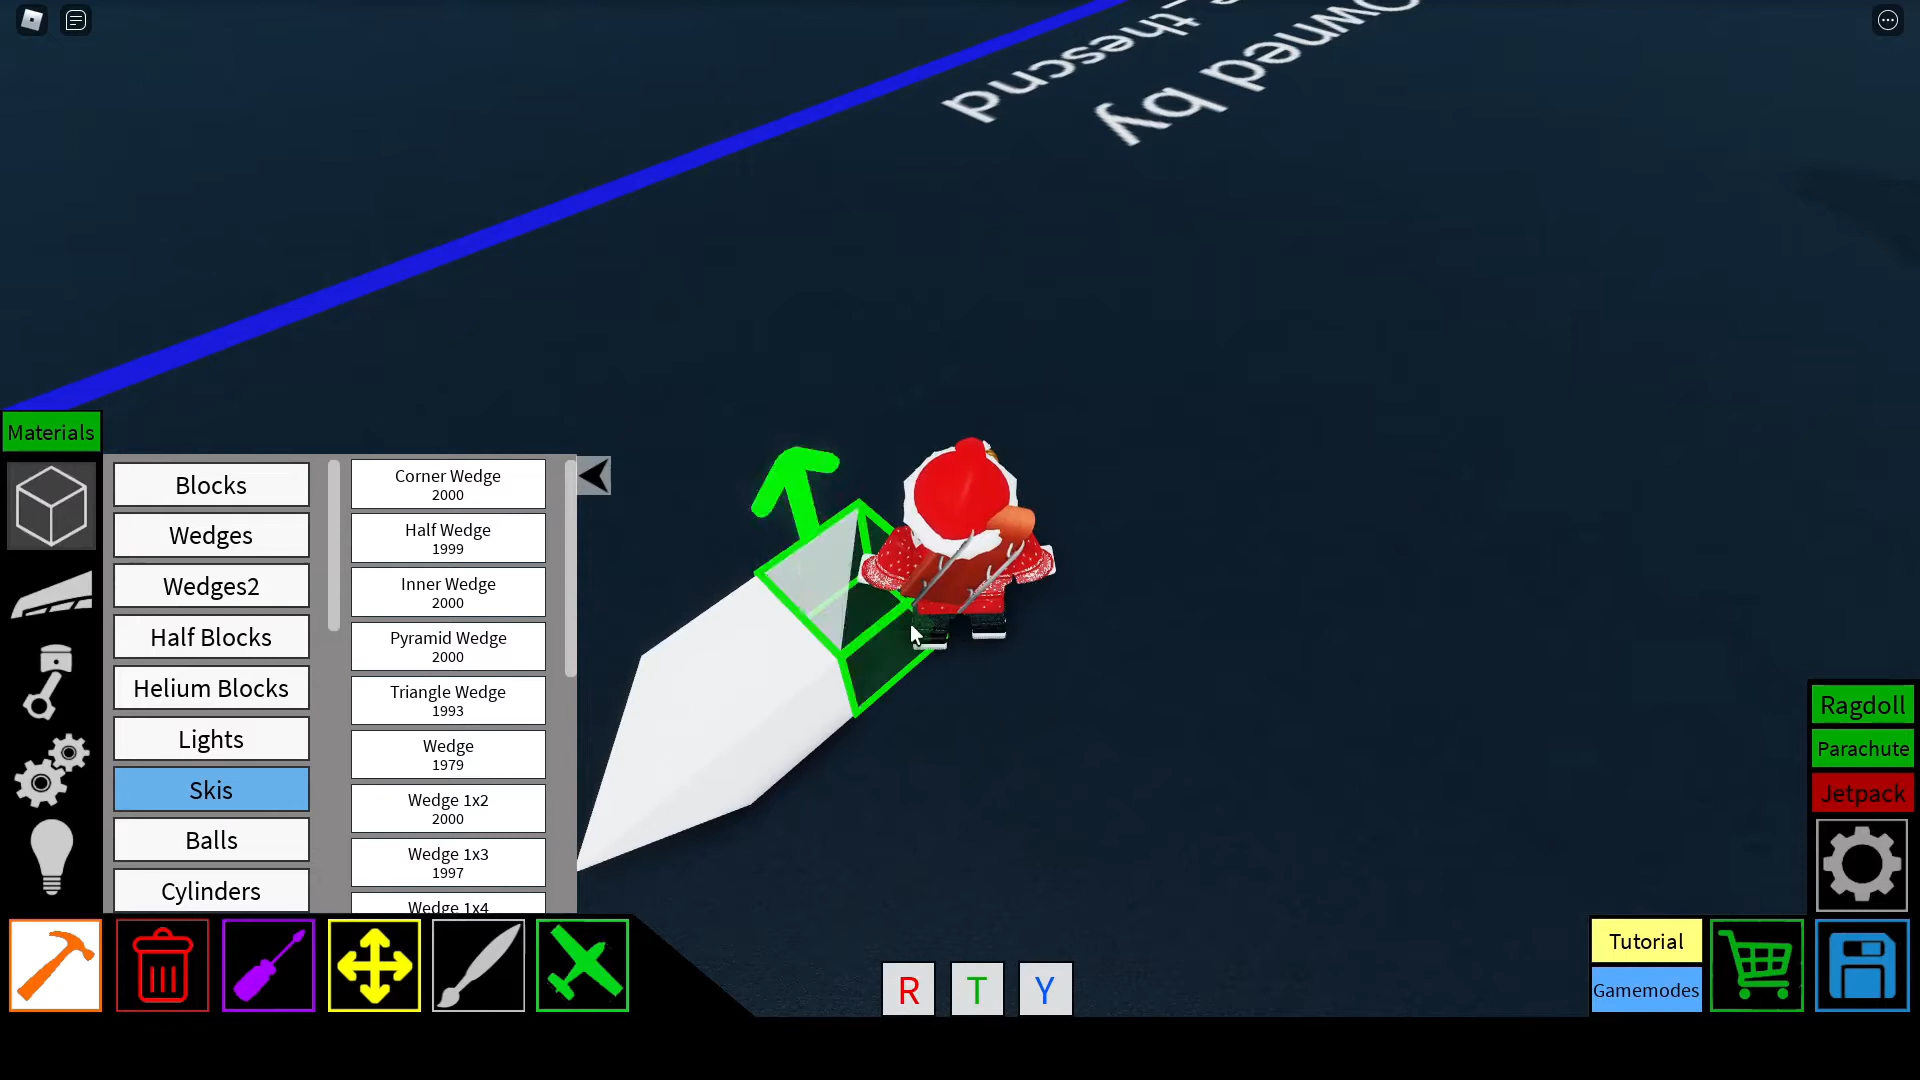 Owned by
thescnd
Materials
Blocks
Wedges
Wedges2
Half Blocks
Helium Blocks
Lights
Skis
Balls
Cylinders
Corner Wedge
2000
Half Wedge
1999
Inner Wedge
2000
Pyramid Wedge
2000
Triangle Wedge
1993
Wedge
1979
Wedge 1x2
2000
Wedge 1x3
1997
Wedge 1x4
Ragdoll
Parachute
Jetpack
Tutorial
Gamemodes
R T Y